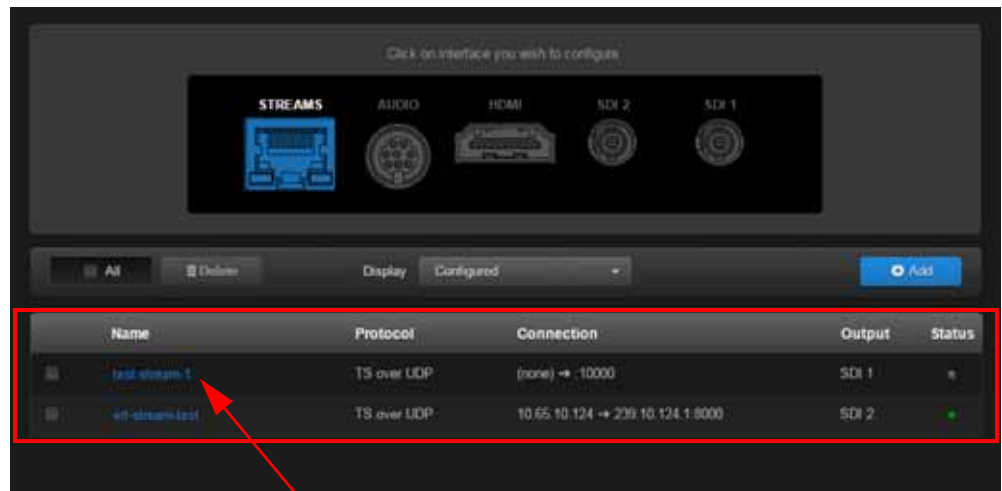 Click on interface you wish to configure
STREAMS AUDIO HDMI SDI 2 SDI 1
All Delete Display Configured Add
Name Protocol Connection Output Status
test-stream-1 TS over UDP (none) → :10000 SDI 1
TS over UDP 10.65.10.124 → 239.10.124.1:8000 SDI 2